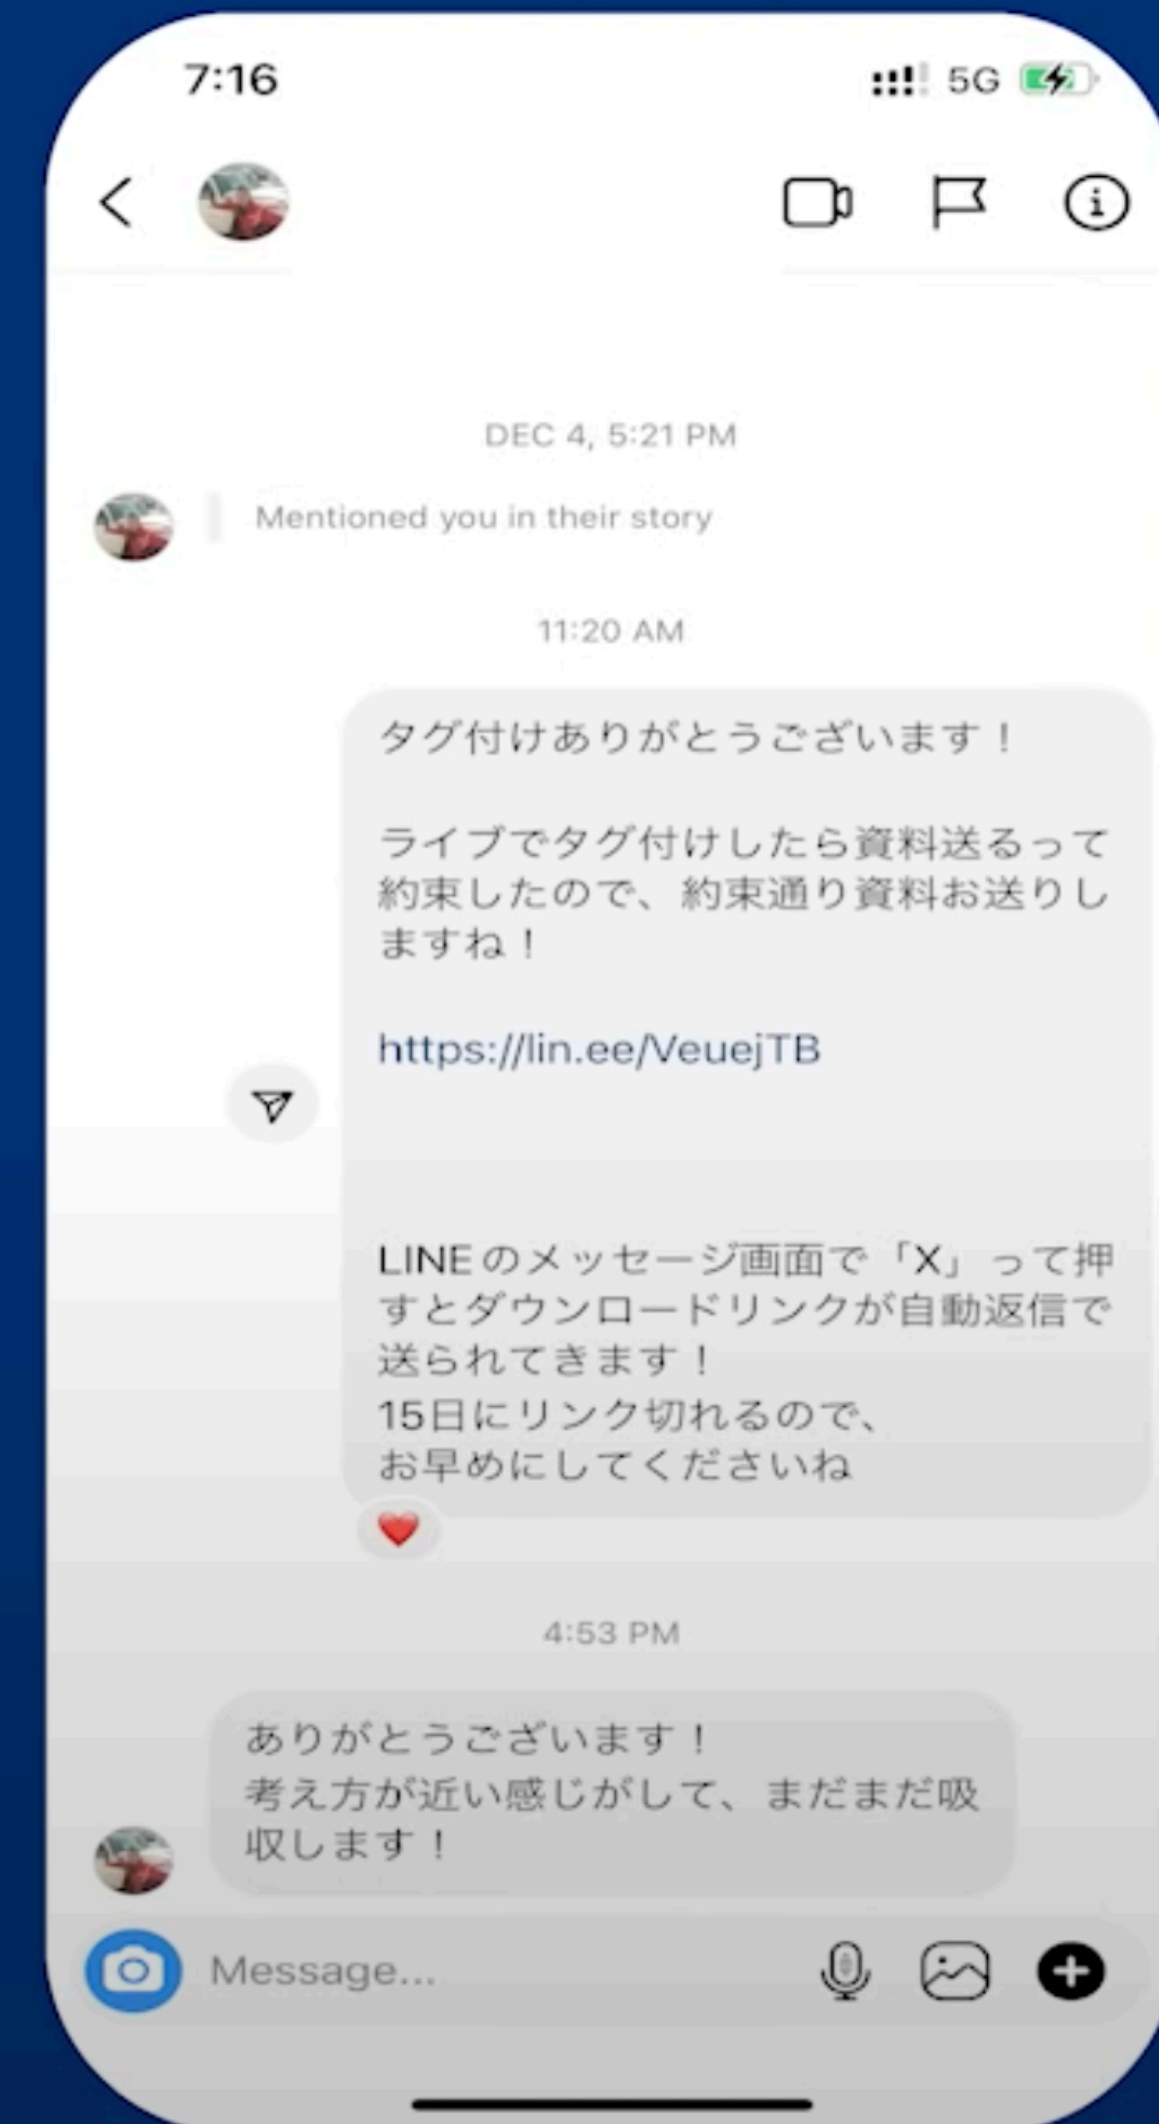 7:16
5G
DEC 4, 5:21 PM
Mentioned you in their story
11:20 AM
タグ付けありがとうございます！
ライブでタグ付けしたら資料送るって
約束したので、約束通り資料お送りし
ますね！
https://lin.ee/VeuejTB
LINEのメッセージ画面で「X」って押
すとダウンロードリンクが自動返信で
送られてきます！
15日にリンク切れるので、
お早めにしてくださいね
4:53 PM
ありがとうございます！
考え方が近い感じがして、まだまだ吸
収します！
Message...